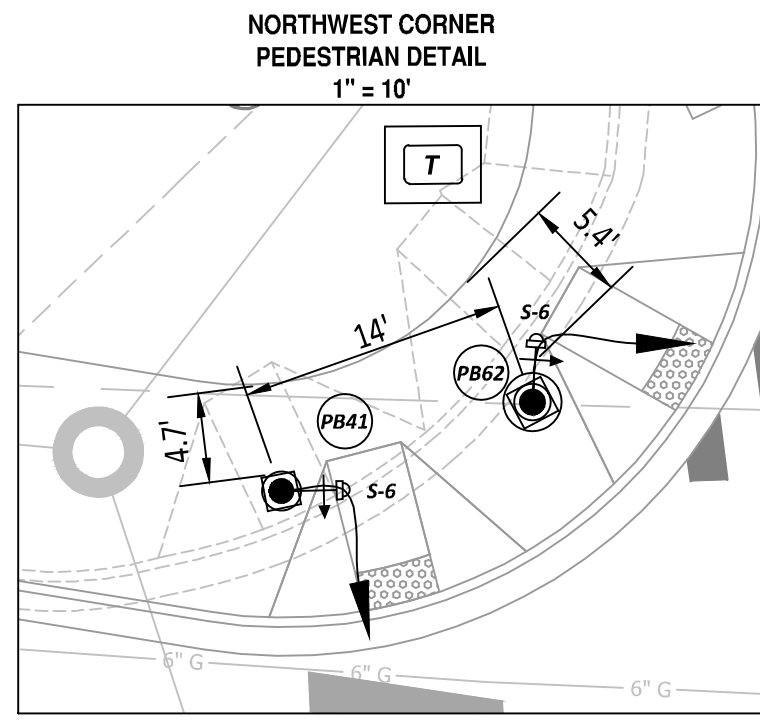 NORTHWEST CORNER
PEDESTRIAN DETAIL
1" = 10'
T
5.4'
S-6
14'
PB62
PB41
4.7'
S-6
6" G
6" G
6" G